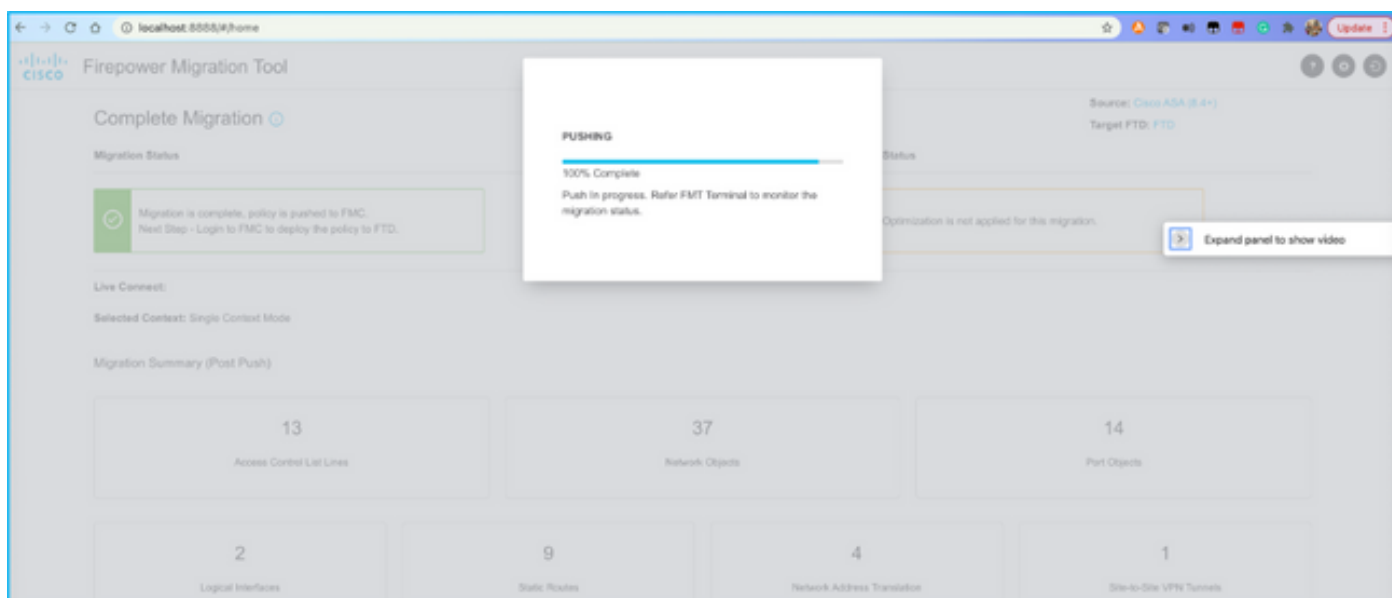 localhost:8888/#/home
Update
CISCO
Firepower Migration Tool
Complete Migration
Source: Cisco ASA (8.4+)
Target FTD: FTD
Migration Status
Status
PUSHING
100% Complete
Push In progress. Refer FMT Terminal to monitor the
migration status.
Migration is complete, policy is pushed to FMC.
Next Step - Login to FMC to deploy the policy to FTD.
Optimization is not applied for this migration.
Expand panel to show video
Live Connect:
Selected Context: Single Context Mode
Migration Summary (Post Push)
13
Access Control List Lines
37
Network Objects
14
Port Objects
2
Logical Interfaces
9
Static Routes
4
Network Address Translation
1
Site-to-Site VPN Tunnels